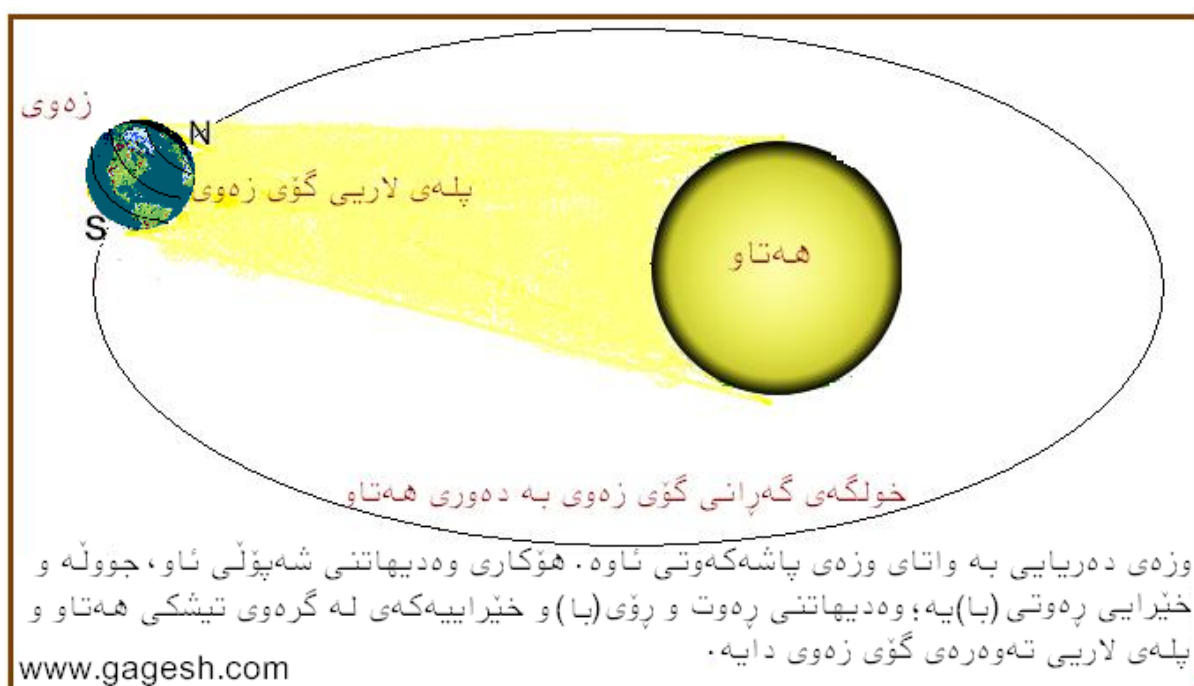 زەوی
N
پلەی لاریی گۆی زەوی
S
هەتاو
خولگەی گەڕانی گۆی زەوی بە دەوری هەتاو
وزەی دەریایی بە واتای وزەی پاشەکەوتی ئاوە. هۆکاری وەدیهاتنی شەپۆڵی ئاو، جووڵە و
خێرایی ڕەوتی (با)یە؛ وەدیهاتنی ڕەوت و ڕۆی(با)و خێراییەکەی لە گرەوی تیشکی هەتاو و
پلەی لاریی تەوەرەی گۆی زەوی دایە.
www.gagesh.com